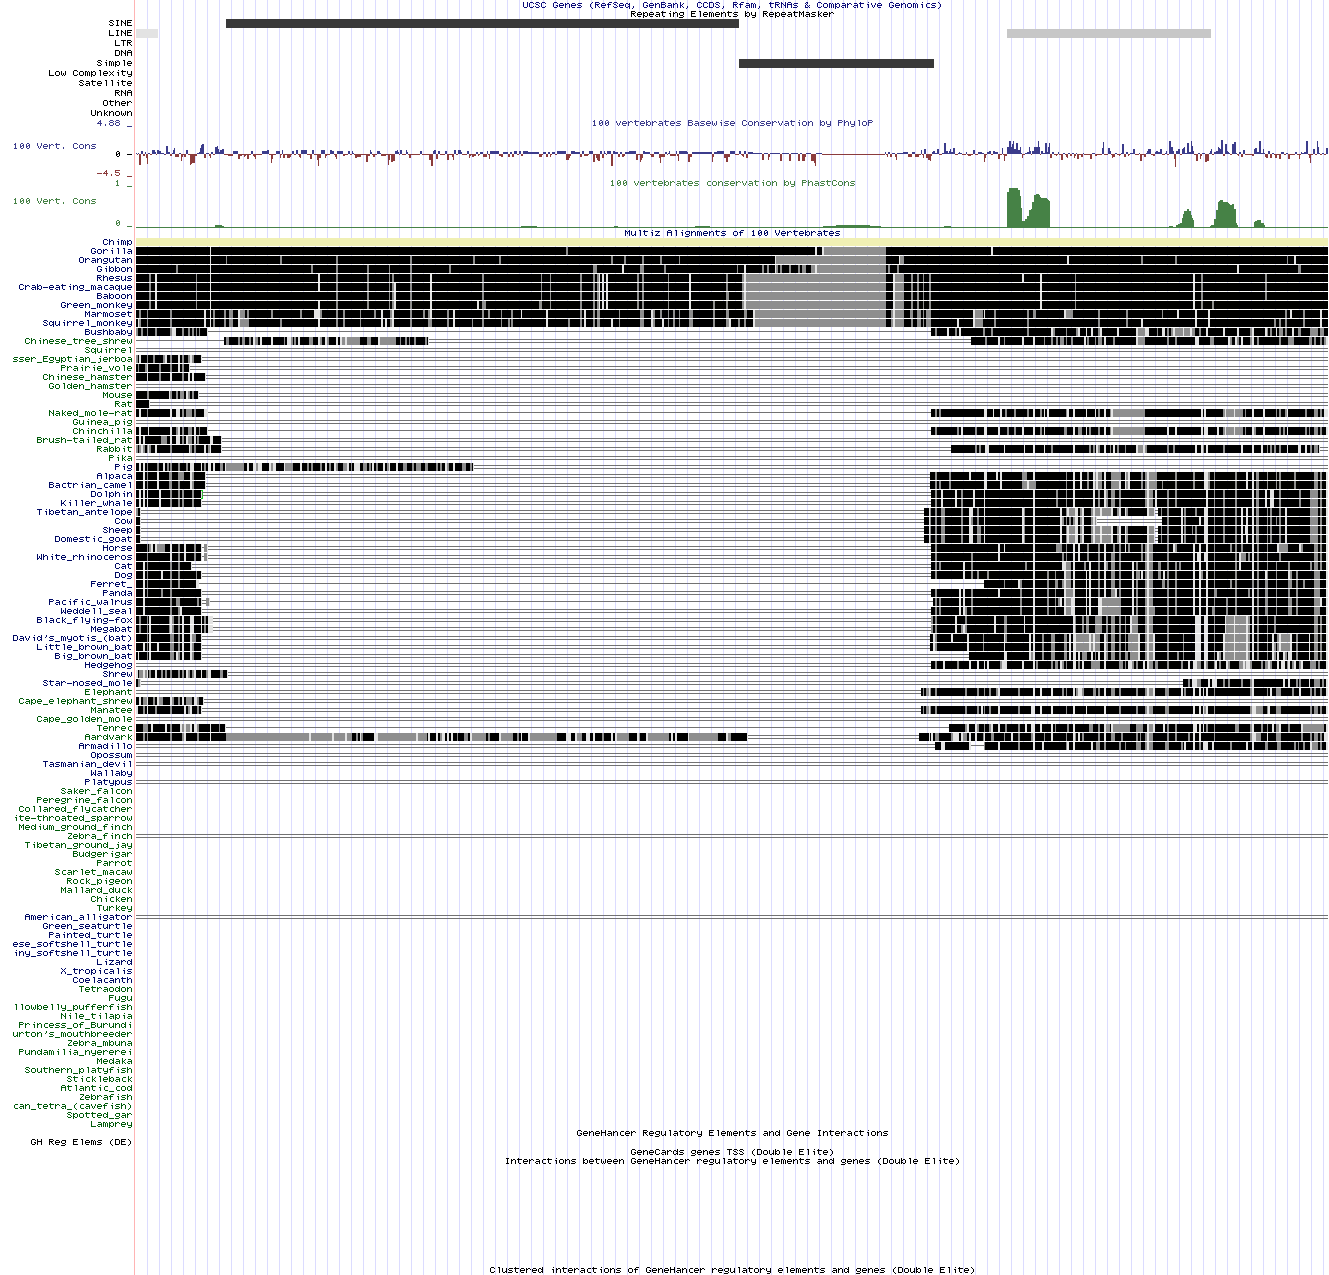 UCSC Genes (RefSeq, GenBank, CCDS, Rfam, tRNAs & Comparative Genomics)
Repeating Elements by RepeatMasker
SINE
LINE
LTR
DNA
Simple
Low Complexity
Satellite
RNA
Other
Unknown
4.88 _
100 vertebrates Basewise Conservation by PhyloP
100 Vert. Cons
0 -
-4.5 _
1 _
100 vertebrates conservation by PhastCons
100 Vert. Cons
0 _
Multiz Alignments of 100 Vertebrates
Chimp
Gorilla
Orangutan
Gibbon
Rhesus
Crab-eating_macaque
Baboon
Green_monkey
Marmoset
Squirrel_monkey
Bushbaby
Chinese_tree_shrew
Squirrel
sser_Egyptian_jerboa
Prairie_vole
Chinese_hamster
Golden_hamster
Mouse
Rat
Naked_mole-rat
Guinea_pig
Chinchilla
Brush-tailed_rat
Rabbit
Pika
Pig
Alpaca
Bactrian_camel
Dolphin
Killer_whale
Tibetan_antelope
Cow
Sheep
Domestic_goat
Horse
White_rhinoceros
Cat
Dog
Ferret_
Panda
Pacific_walrus
Weddell_seal
Black_flying-fox
Megabat
David's_myotis_(bat)
Little_brown_bat
Big_brown_bat
Hedgehog
Shrew
Star-nosed_mole
Elephant
Cape_elephant_shrew
Manatee
Cape_golden_mole
Tenrec
Aardvark
Armadillo
Opossum
Tasmanian_devil
Wallaby
Platypus
Saker_falcon
Peregrine_falcon
Collared_flycatcher
ite-throated_sparrow
Medium_ground_finch
Zebra_finch
Tibetan_ground_jay
Budgerigar
Parrot
Scarlet_macaw
Rock_pigeon
Mallard_duck
Chicken
Turkey
American_alligator
Green_seaturtle
Painted_turtle
ese_softshell_turtle
iny_softshell_turtle
Lizard
X_tropicalis
Coelacanth
Tetraodon
Fugu
llowbelly_pufferfish
Nile_tilapia
Princess_of_Burundi
urton's_mouthbreeder
Zebra_mbuna
Pundamilia_nyererei
Medaka
Southern_platyfish
Stickleback
Atlantic_cod
Zebrafish
can_tetra_(cavefish)
Spotted_gar
Lamprey
GeneHancer Regulatory Elements and Gene Interactions
GH Reg Elems (DE)
GeneCards genes TSS (Double Elite)
Interactions between GeneHancer regulatory elements and genes (Double Elite)
Clustered interactions of GeneHancer regulatory elements and genes (Double Elite)